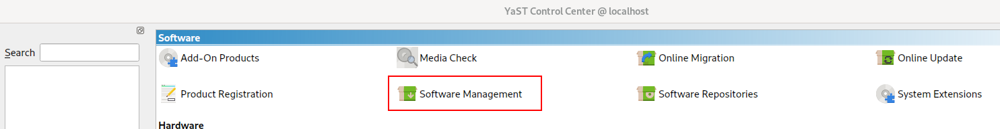 YaST Control Center @ localhost
Search
Software
Add-On Products
Media Check
Online Migration
Online Update
Product Registration
Software Management
Software Repositories
System Extensions
Hardware